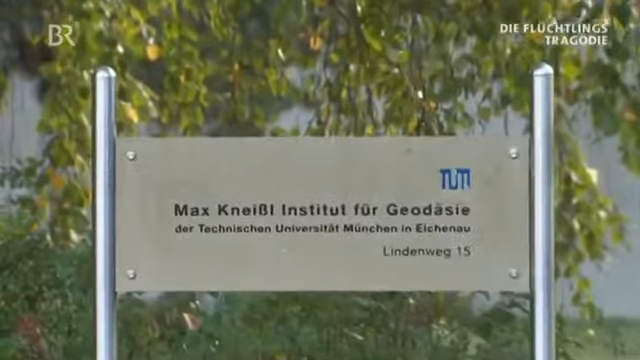 BR
DIE FLÜCHTLINGS
TRAGÖDIE
TUM
Max Kneißl Institut für Geodäsie
der Technischen Universität München in Eichenau
Lindenweg 15